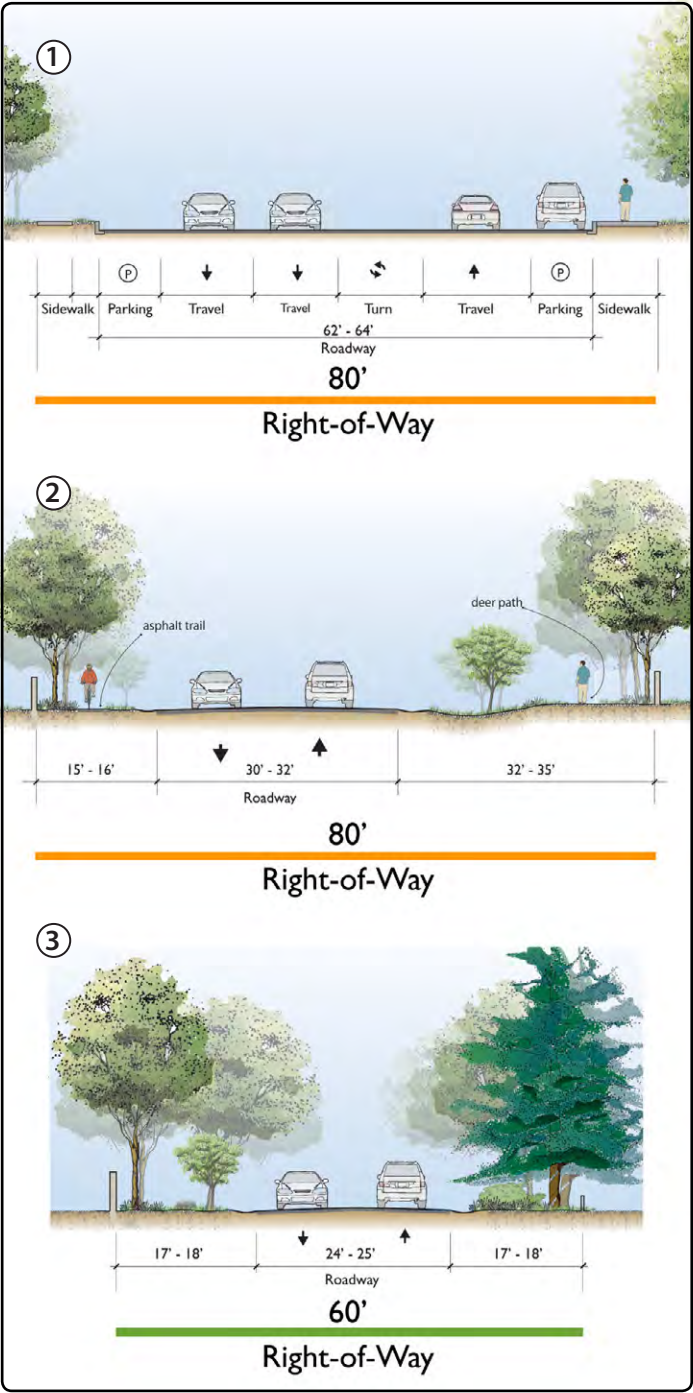 1
P P
Sidewalk Parking Travel Travel Turn Travel Parking Sidewalk
62' - 64'
Roadway
80'
Right-of-Way
2
deer path
asphalt trail
15' - 16' 30' - 32' 32' - 35'
Roadway
80'
Right-of-Way
3
17' - 18' 24' - 25' 17' - 18'
Roadway
60'
Right-of-Way